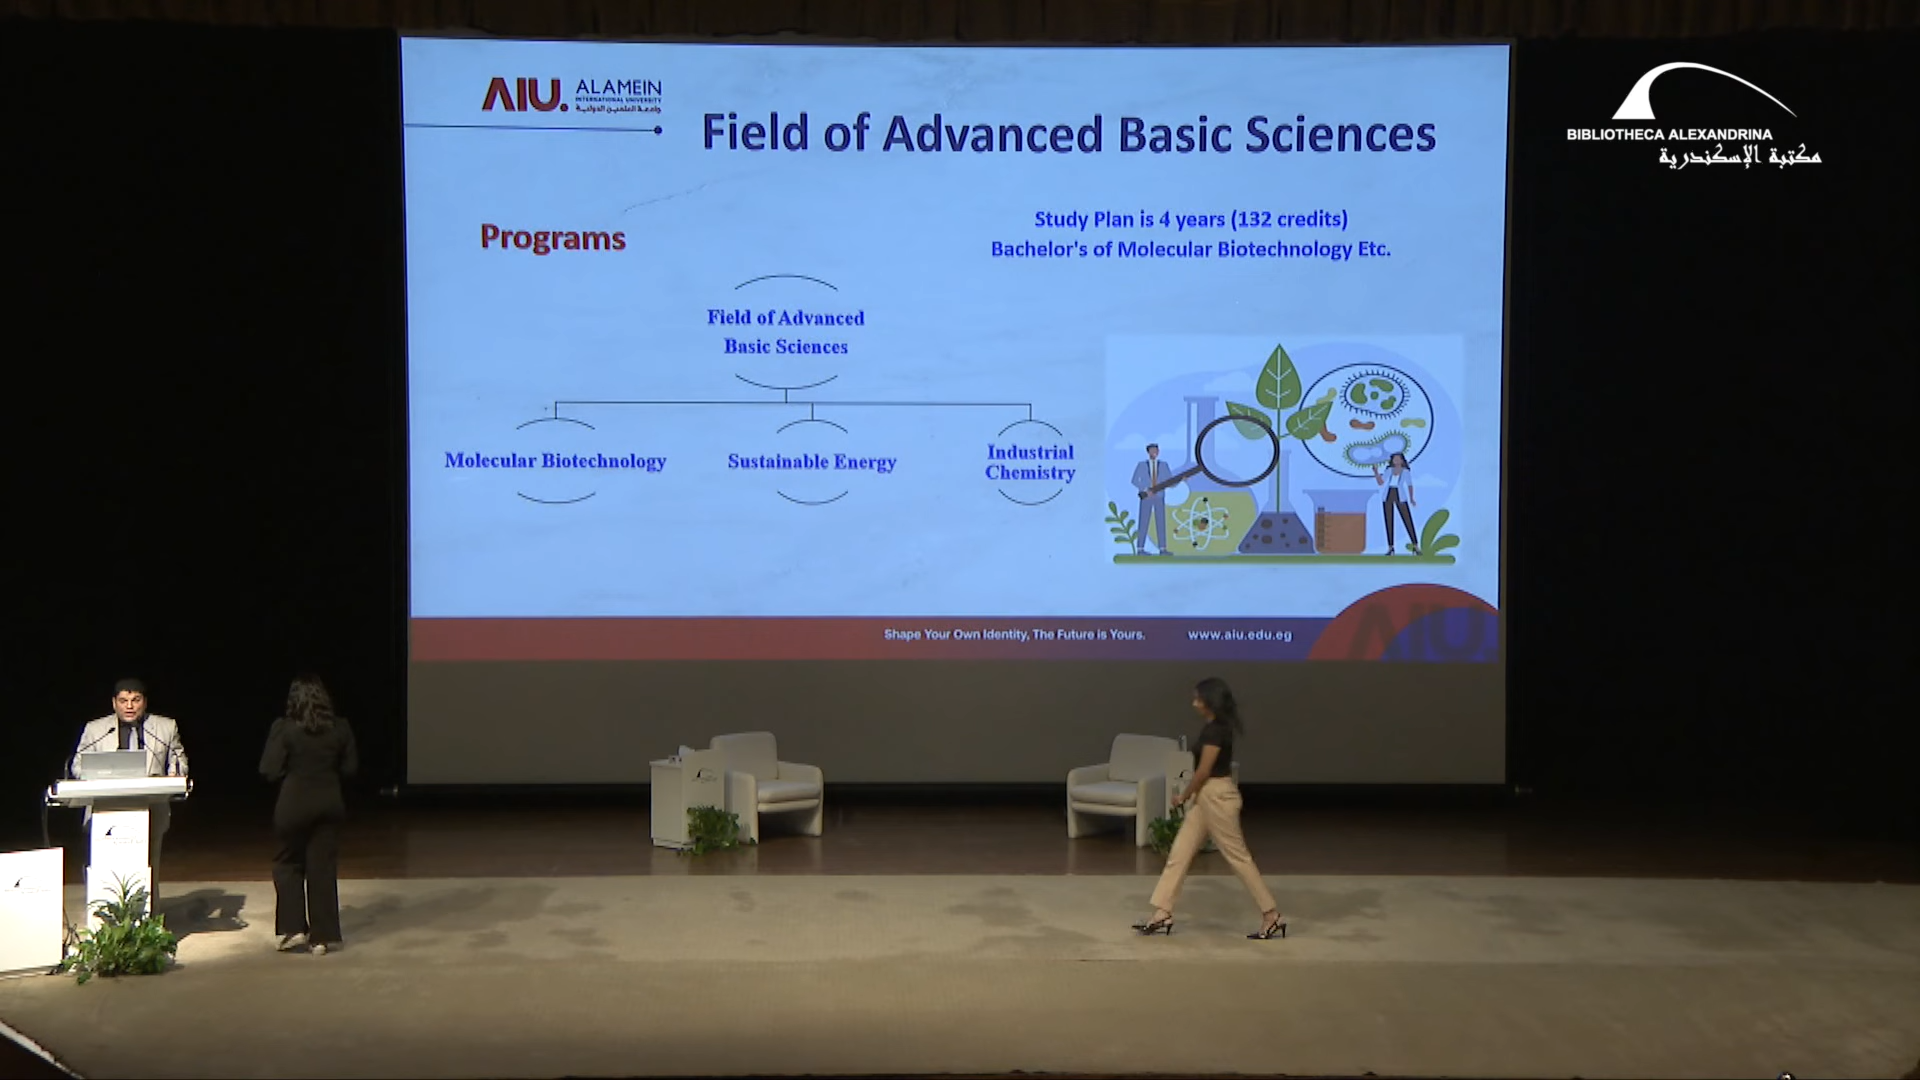 AIU. ALAMEIN
INTERNATIONAL UNIVERSITY
جامعة العلمين الدولية
Field of Advanced Basic Sciences
BIBLIOTHECA ALEXANDRINA
مكتبة الإسكندرية
Programs
Study Plan is 4 years (132 credits)
Bachelor's of Molecular Biotechnology Etc.
Field of Advanced
Basic Sciences
Molecular Biotechnology
Sustainable Energy
Industrial
Chemistry
Shape Your Own Identity, The Future is Yours.
www.aiu.edu.eg
AIU.